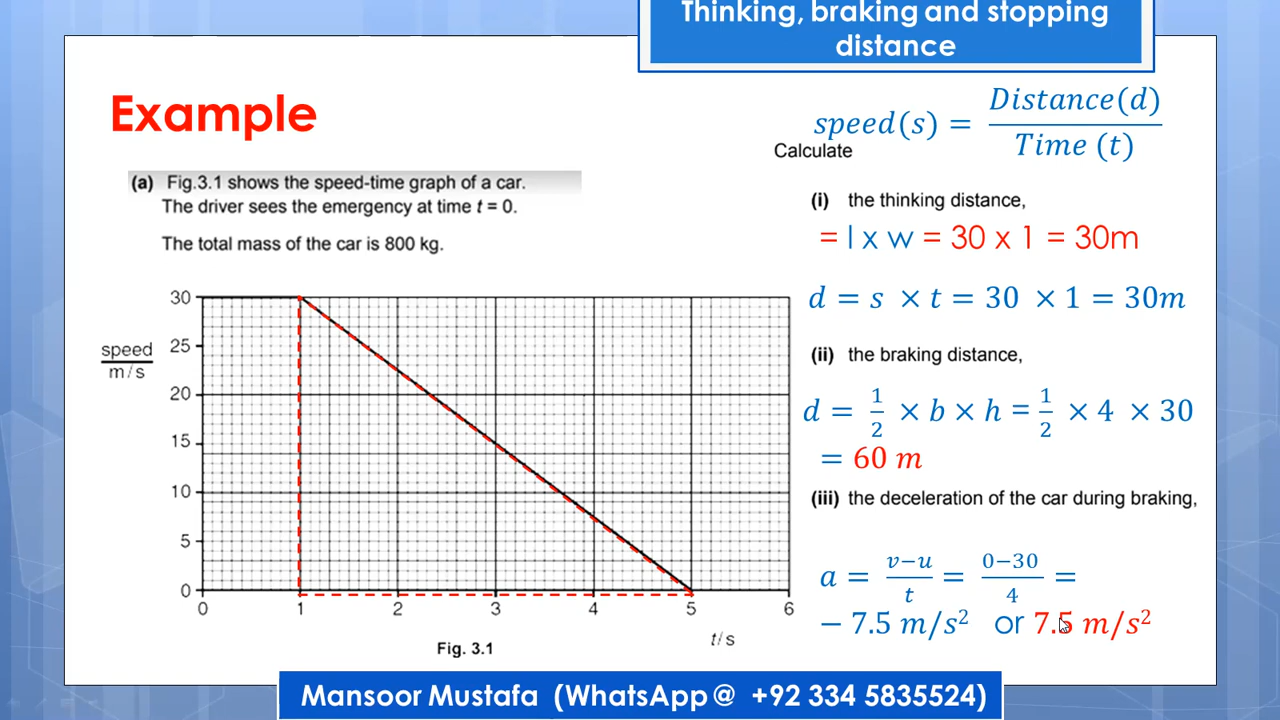 Thinking, braking and stopping
distance
Example
speed(s) = Distance(d) / Time (t)
Calculate
(a) Fig.3.1 shows the speed-time graph of a car.
The driver sees the emergency at time t = 0.
The total mass of the car is 800 kg.
(i) the thinking distance,
= l x w = 30 x 1 = 30m
d = s × t = 30 × 1 = 30m
(ii) the braking distance,
d = 1/2 × b × h = 1/2 × 4 × 30
= 60 m
(iii) the deceleration of the car during braking,
a = v−u / t = 0−30 / 4 =
− 7.5 m/s² or 7.5 m/s²
30
25
20
15
10
5
0
speed
m/s
0 1 2 3 4 5 6
t/s
Fig. 3.1
Mansoor Mustafa (WhatsApp@ +92 334 5835524)